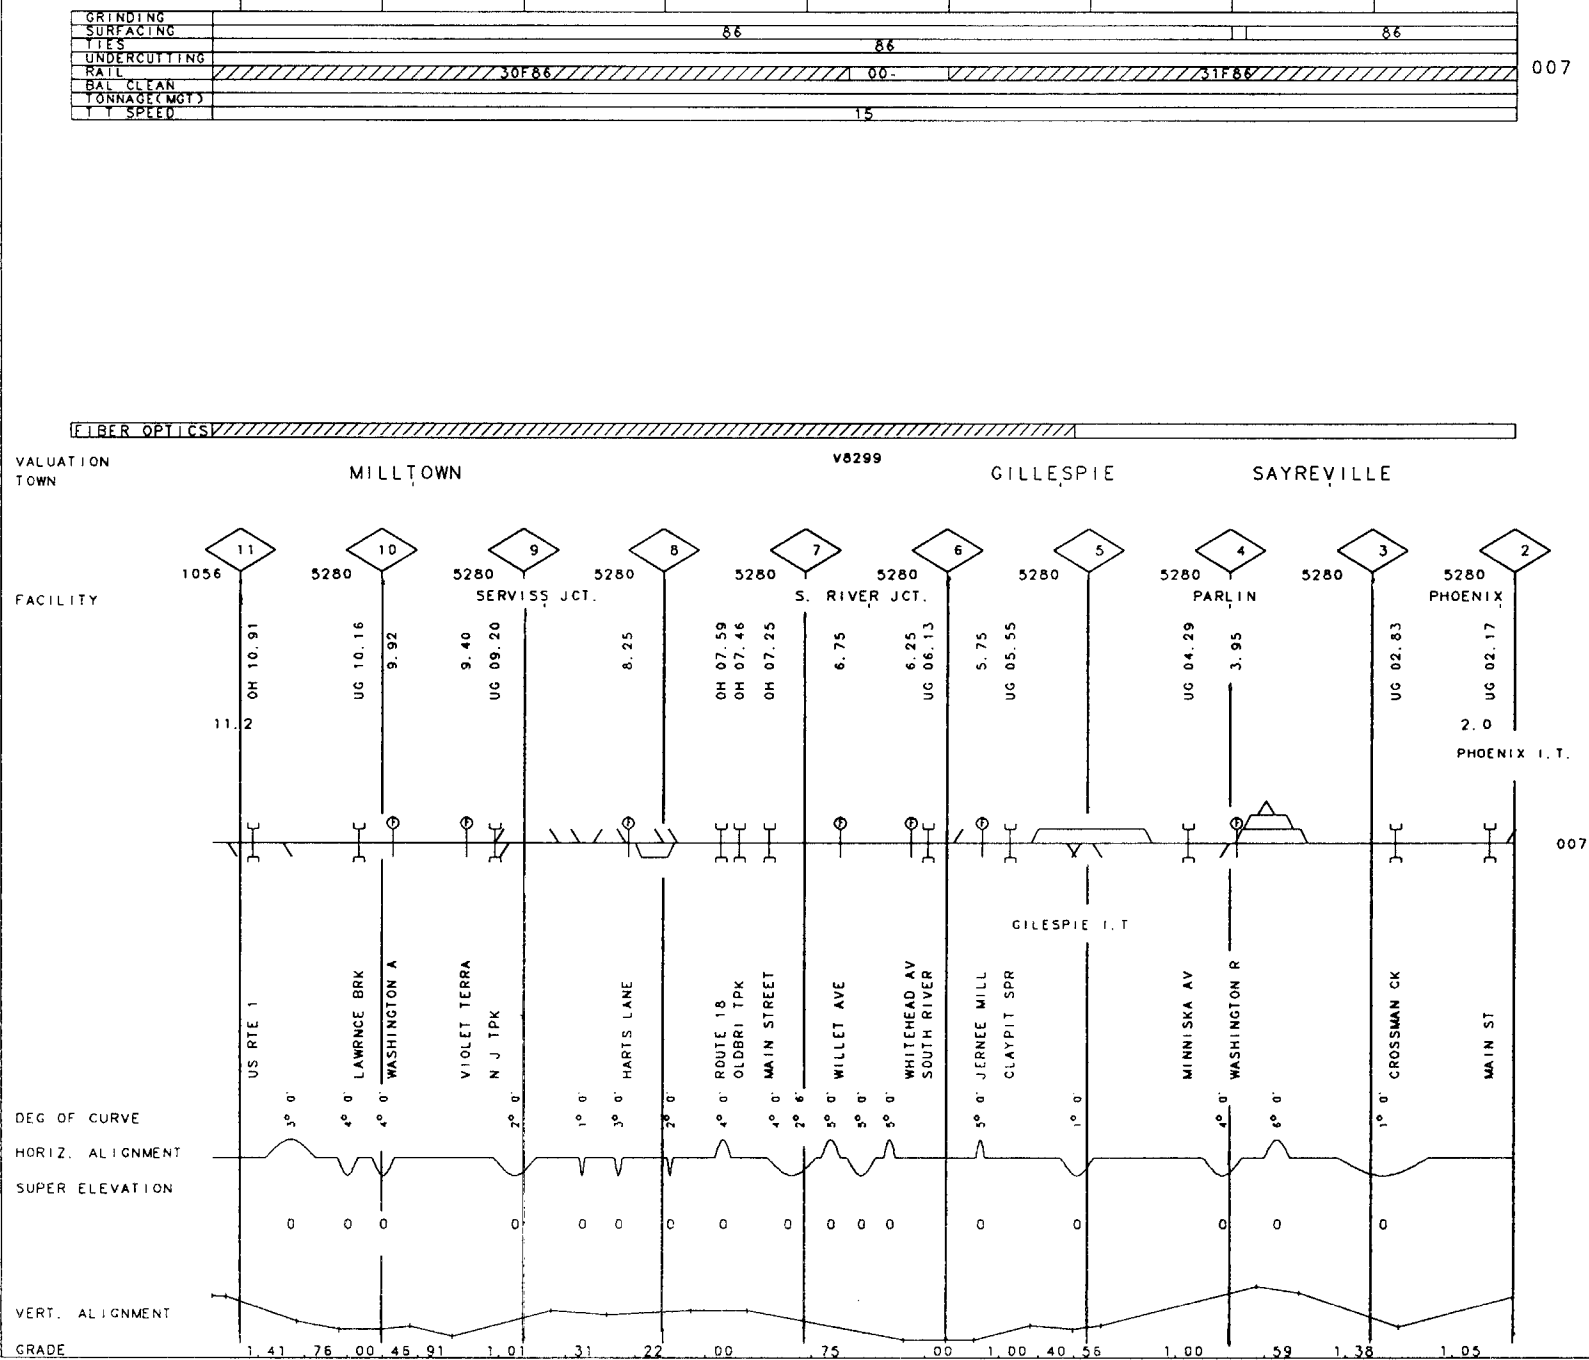 GRINDING
SURFACING 86 86
TIES 86
UNDERCUTTING
RAIL 30F86 00- 31F86 007
BAL CLEAN
TONNAGE(MGT)
T T SPEED 15
FIBER OPTICS
VALUATION V8299
TOWN MILLTOWN GILLESPIE SAYREVILLE
11 10 9 8 7 6 5 4 3 2
1056 5280 5280 5280 5280 5280 5280 5280 5280 5280
FACILITY SERVISS JCT. S. RIVER JCT. PARLIN PHOENIX
OH 10.91
UG 10.16
9.92
9.40
UG 09.20
8.25
OH 07.59
OH 07.46
OH 07.25
6.75
6.25
UG 06.13
5.75
UG 05.55
UG 04.29
3.95
UG 02.83
UG 02.17
11.2 2.0
PHOENIX I.T.
F F F F F F F
007
GILESPIE I.T
US RTE 1
LAWRNCE BRK
WASHINGTON A
VIOLET TERRA
N J TPK
HARTS LANE
ROUTE 18
OLDBRI TPK
MAIN STREET
WILLET AVE
WHITEHEAD AV
SOUTH RIVER
JERNEE MILL
CLAYPIT SPR
MINNISKA AV
WASHINGTON R
CROSSMAN CK
MAIN ST
DEG OF CURVE 3° 0' 4° 0' 4° 0' 2° 0' 1° 0' 3° 0' 2° 0' 4° 0' 4° 0' 2° 6' 5° 0' 5° 0' 5° 0' 5° 0' 1° 0' 4° 0' 6° 0' 1° 0'
HORIZ. ALIGNMENT
SUPER ELEVATION
0 0 0 0 0 0 0 0 0 0 0 0 0 0 0 0 0
VERT. ALIGNMENT
GRADE 1.41 .76 .00 .45 .91 1.01 .31 .22 .00 .75 .00 1.00 .40 .56 1.00 .59 1.38 1.05